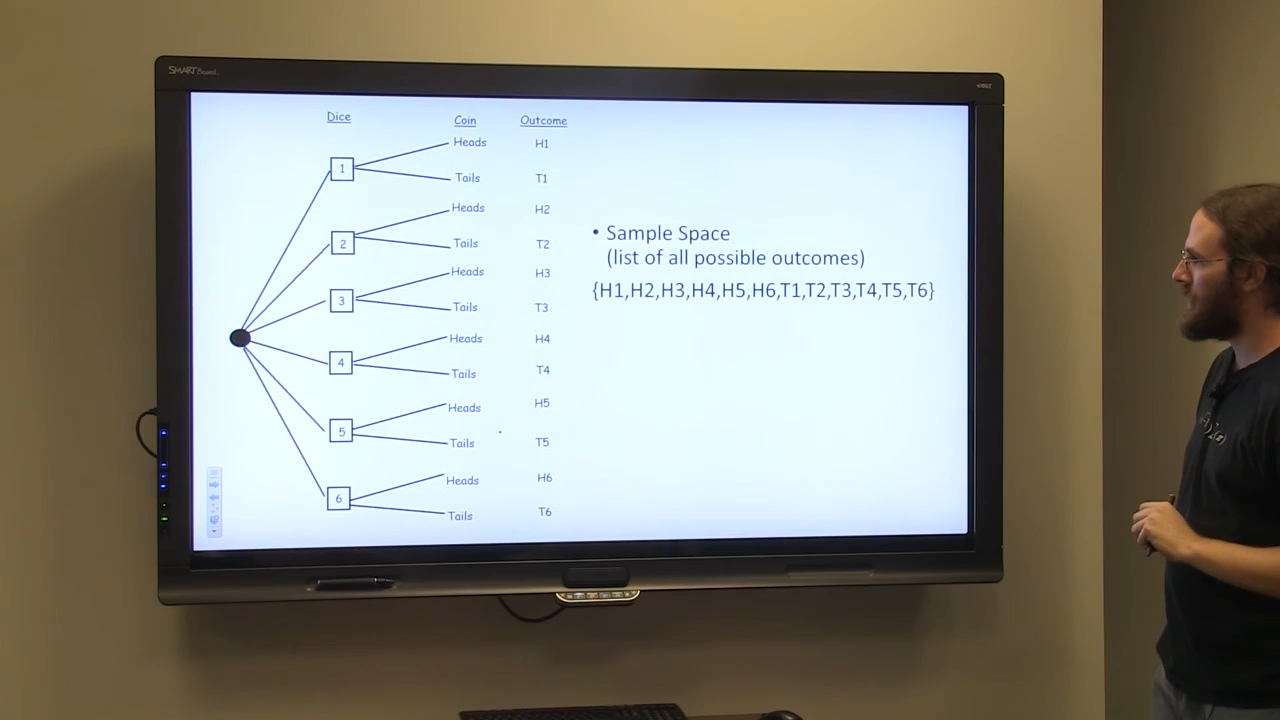 SMART Board
Dice Coin Outcome
Heads H1
1
Tails T1
Heads H2
2 Tails T2
Heads H3
3
Tails T3
Heads H4
4
Tails T4
Heads H5
5
Tails T5
Heads H6
6
Tails T6
• Sample Space
(list of all possible outcomes)
{H1,H2,H3,H4,H5,H6,T1,T2,T3,T4,T5,T6}